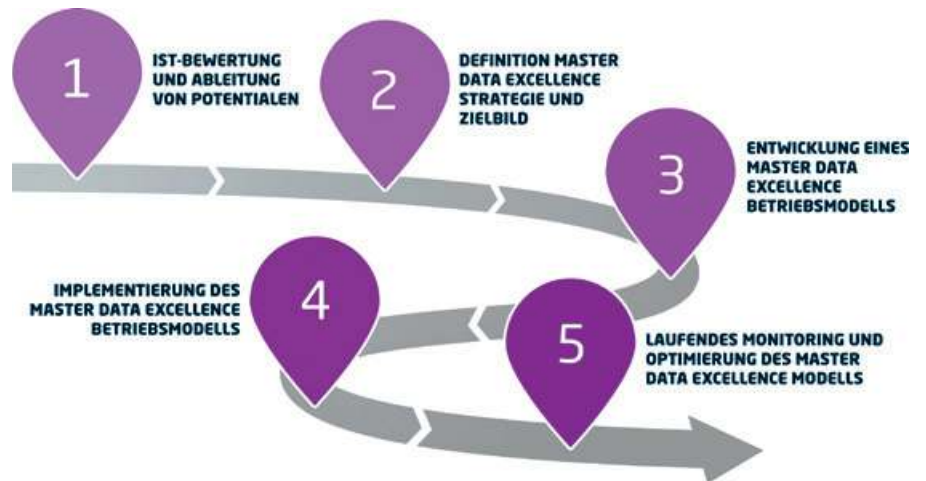 1
IST-BEWERTUNG
UND ABLEITUNG
VON POTENTIALEN
2
DEFINITION MASTER
DATA EXCELLENCE
STRATEGIE UND
ZIELBILD
3
ENTWICKLUNG EINES
MASTER DATA
EXCELLENCE
BETRIEBSMODELLS
4
IMPLEMENTIERUNG DES
MASTER DATA EXCELLENCE
BETRIEBSMODELLS
5
LAUFENDES MONITORING UND
OPTIMIERUNG DES MASTER
DATA EXCELLENCE MODELLS